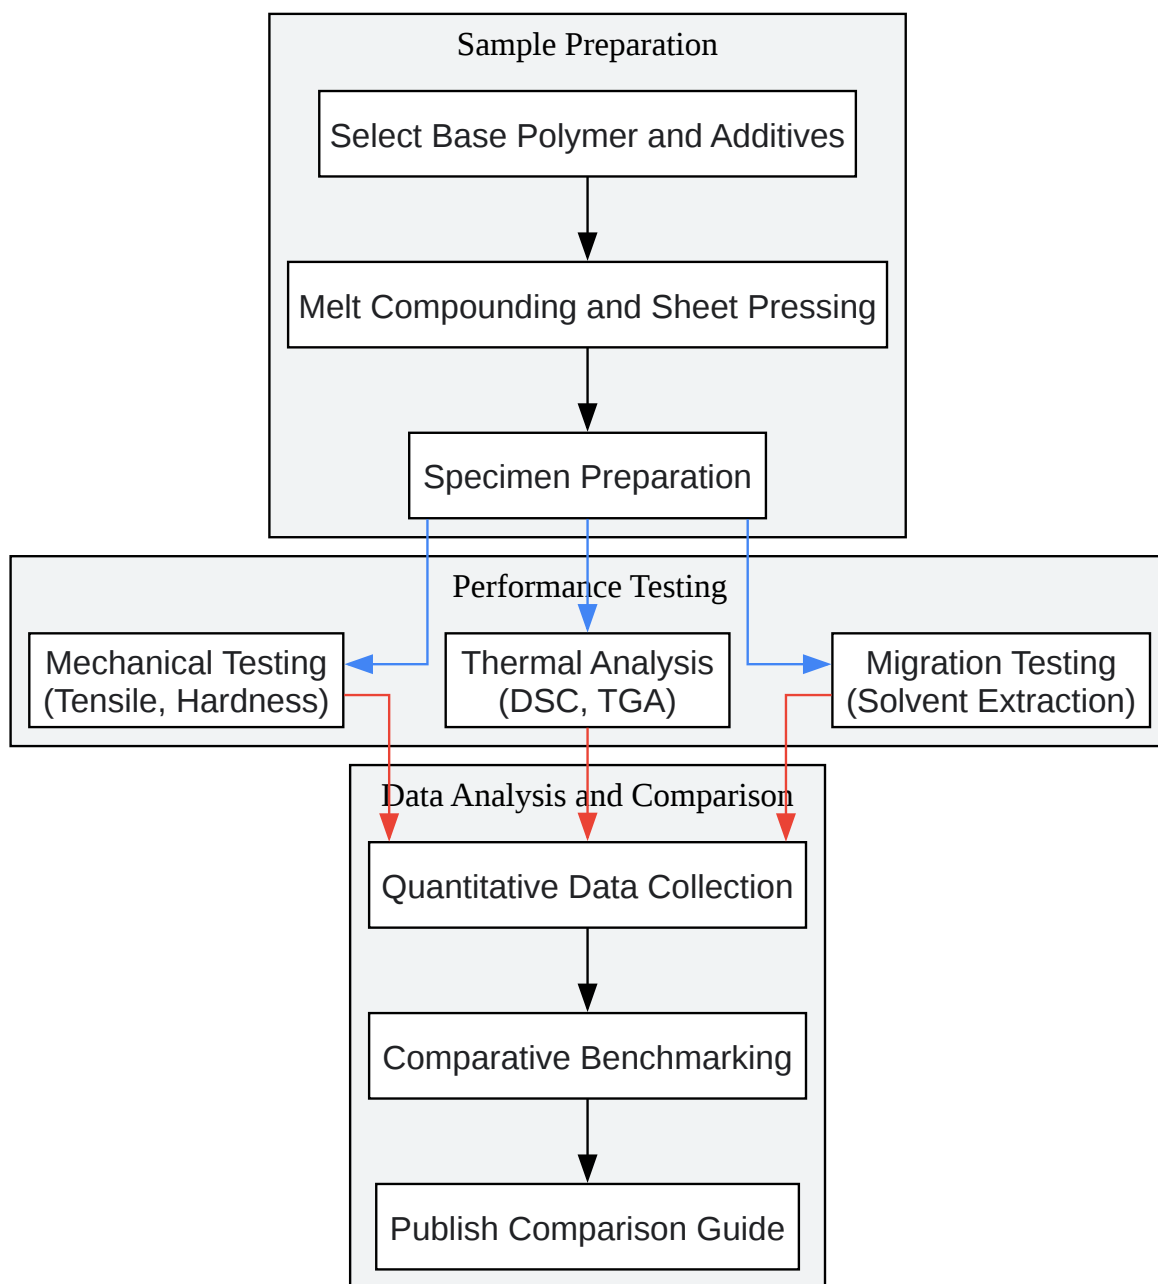 Sample Preparation
Select Base Polymer and Additives
Melt Compounding and Sheet Pressing
Specimen Preparation
Performance Testing
Mechanical Testing
(Tensile, Hardness)
Thermal Analysis
(DSC, TGA)
Migration Testing
(Solvent Extraction)
Data Analysis and Comparison
Quantitative Data Collection
Comparative Benchmarking
Publish Comparison Guide